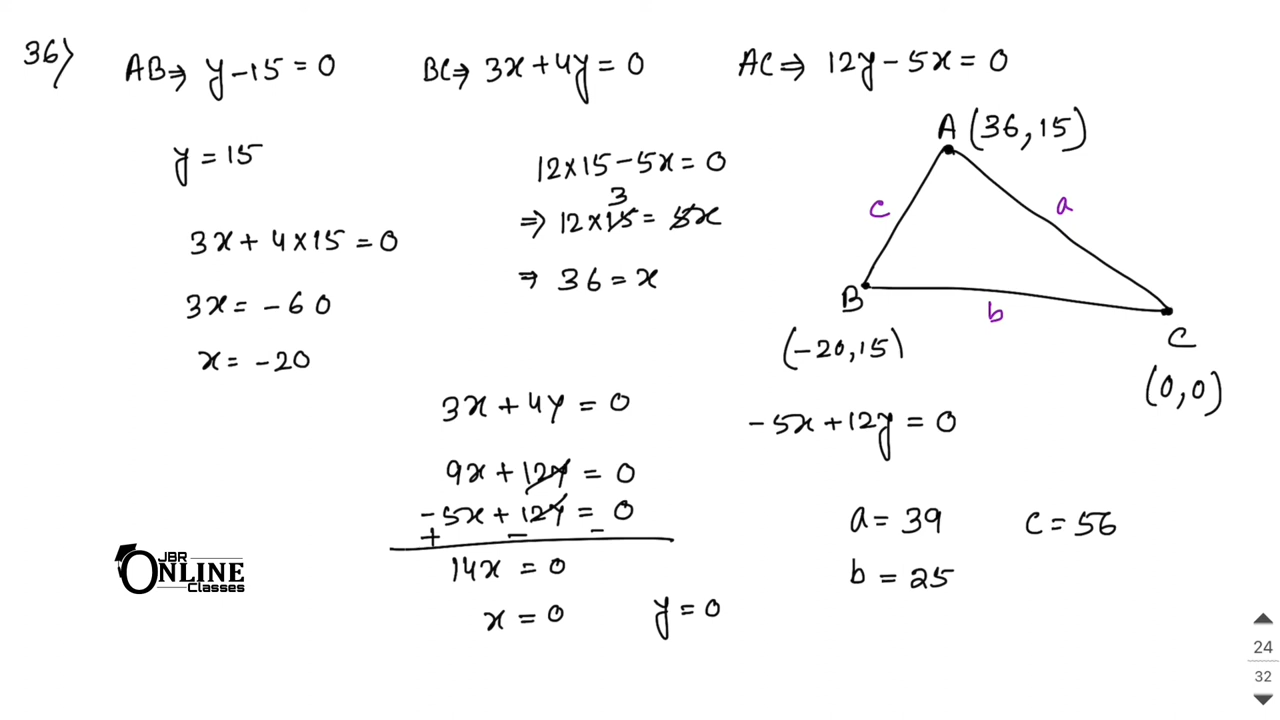 36) AB⇒ y-15=0 BC⇒ 3x+4y=0 AC⇒ 12y-5x=0
y=15
3x+4×15=0
3x=-60
x=-20
12×15-5x=0
3
⇒ 12×15=5x
⇒ 36=x
A (36,15)
c a
B b
(-20,15) C
(0,0)
3x+4y=0 -5x+12y=0
9x+12y=0
-5x+12y=0
+ - -
14x=0
x=0 y=0
a=39 c=56
b=25
JBR
ONLINE
Classes
24
32